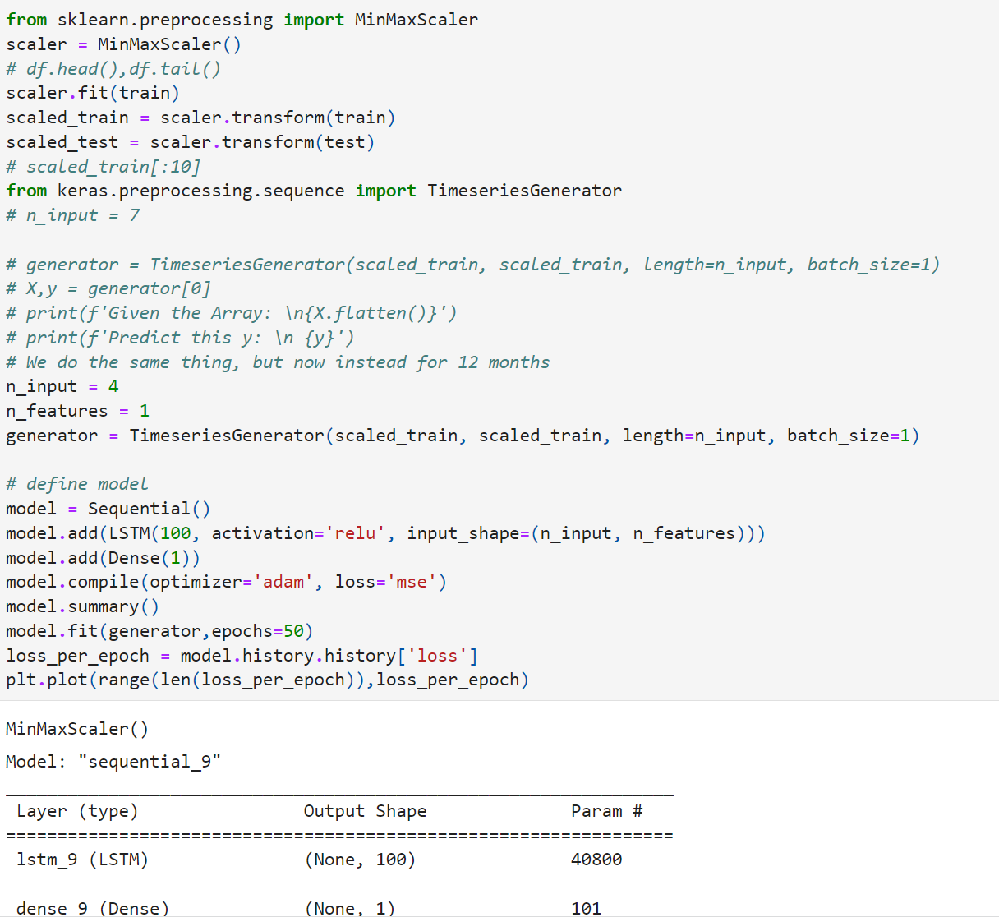 from sklearn.preprocessing import MinMaxScaler
scaler = MinMaxScaler()
# df.head(),df.tail()
scaler.fit(train)
scaled_train = scaler.transform(train)
scaled_test = scaler.transform(test)
# scaled_train[:10]
from keras.preprocessing.sequence import TimeseriesGenerator
# n_input = 7
# generator = TimeseriesGenerator(scaled_train, scaled_train, length=n_input, batch_size=1)
# X,y = generator[0]
# print(f'Given the Array: \n{X.flatten()}')
# print(f'Predict this y: \n {y}')
# We do the same thing, but now instead for 12 months
n_input = 4
n_features = 1
generator = TimeseriesGenerator(scaled_train, scaled_train, length=n_input, batch_size=1)
# define model
model = Sequential()
model.add(LSTM(100, activation='relu', input_shape=(n_input, n_features)))
model.add(Dense(1))
model.compile(optimizer='adam', loss='mse')
model.summary()
model.fit(generator,epochs=50)
loss_per_epoch = model.history.history['loss']
plt.plot(range(len(loss_per_epoch)),loss_per_epoch)
MinMaxScaler()
Model: "sequential_9"
_________________________________________________________________
Layer (type) Output Shape Param #
=================================================================
lstm_9 (LSTM) (None, 100) 40800
dense_9 (Dense) (None, 1) 101